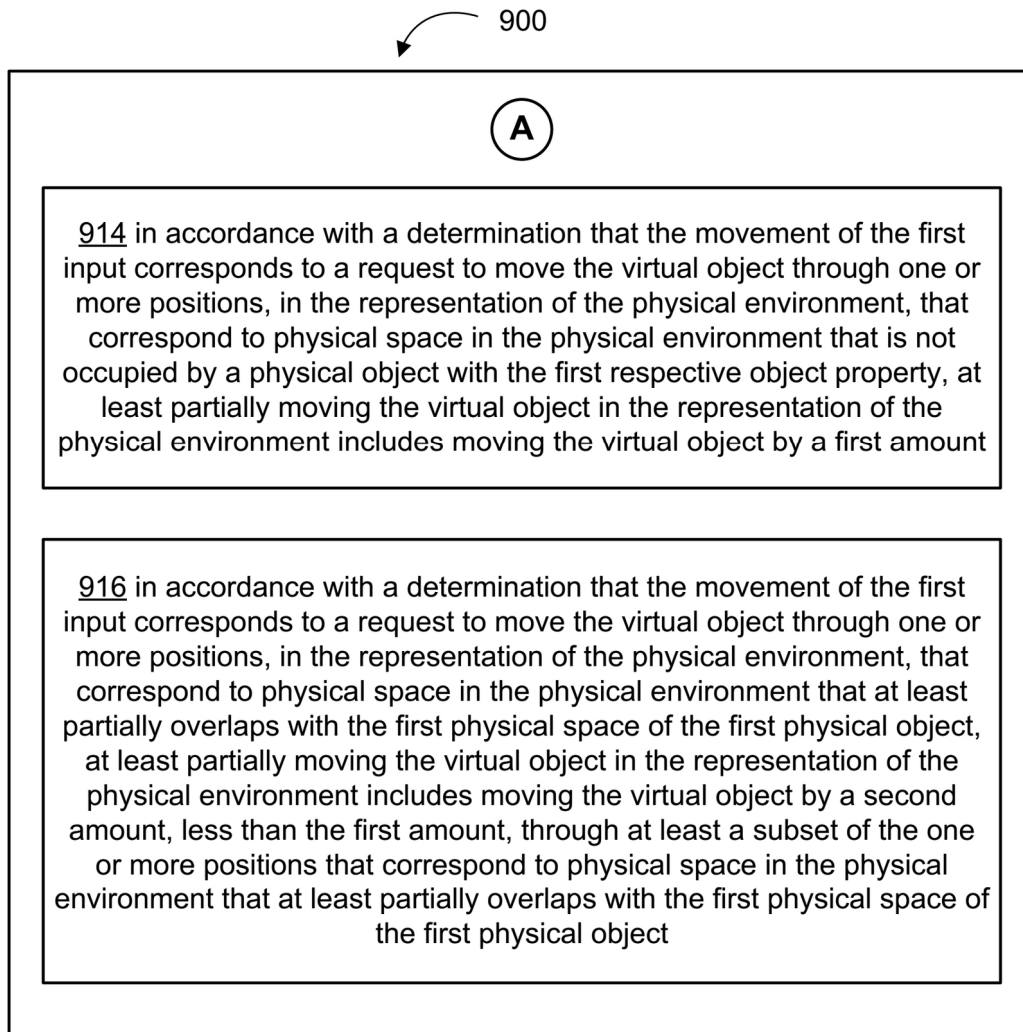 900
A
914 in accordance with a determination that the movement of the first
input corresponds to a request to move the virtual object through one or
more positions, in the representation of the physical environment, that
correspond to physical space in the physical environment that is not
occupied by a physical object with the first respective object property, at
least partially moving the virtual object in the representation of the
physical environment includes moving the virtual object by a first amount
916 in accordance with a determination that the movement of the first
input corresponds to a request to move the virtual object through one or
more positions, in the representation of the physical environment, that
correspond to physical space in the physical environment that at least
partially overlaps with the first physical space of the first physical object,
at least partially moving the virtual object in the representation of the
physical environment includes moving the virtual object by a second
amount, less than the first amount, through at least a subset of the one
or more positions that correspond to physical space in the physical
environment that at least partially overlaps with the first physical space of
the first physical object